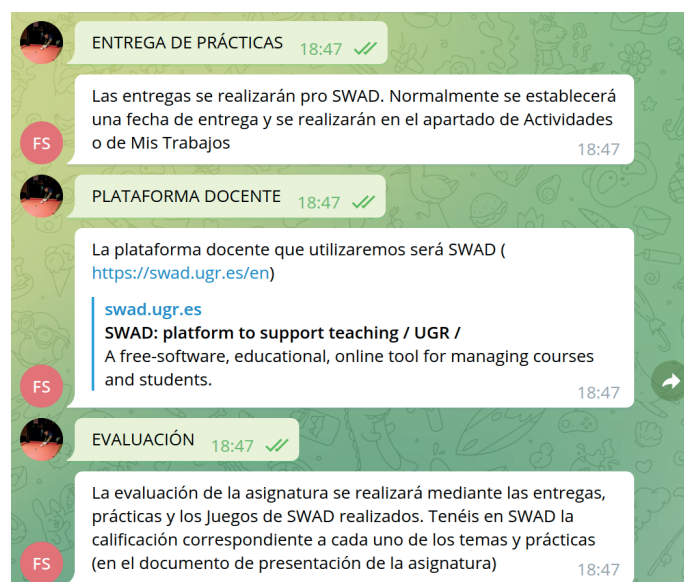 ENTREGA DE PRÁCTICAS 18:47
Las entregas se realizarán pro SWAD. Normalmente se establecerá
una fecha de entrega y se realizarán en el apartado de Actividades
o de Mis Trabajos
18:47
FS
PLATAFORMA DOCENTE 18:47
La plataforma docente que utilizaremos será SWAD (
https://swad.ugr.es/en)
swad.ugr.es
SWAD: platform to support teaching / UGR /
A free-software, educational, online tool for managing courses
and students.
18:47
FS
EVALUACIÓN 18:47
La evaluación de la asignatura se realizará mediante las entregas,
prácticas y los Juegos de SWAD realizados. Tenéis en SWAD la
calificación correspondiente a cada uno de los temas y prácticas
(en el documento de presentación de la asignatura)
18:47
FS